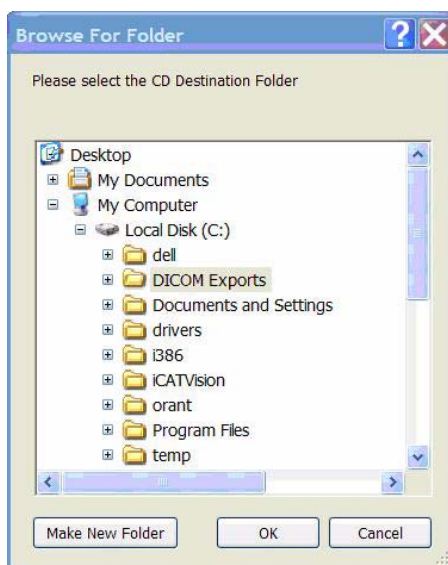 Browse For Folder
Please select the CD Destination Folder
Desktop
My Documents
My Computer
Local Disk (C:)
dell
DICOM Exports
Documents and Settings
drivers
i386
iCATVision
orant
Program Files
temp
Make New Folder
OK
Cancel